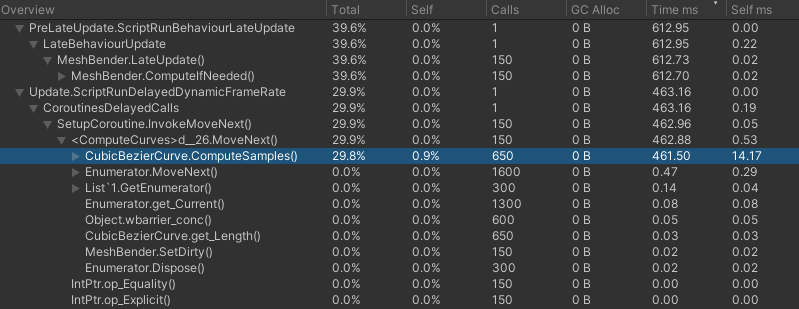 Overview Total Self Calls GC Alloc Time ms Self ms
PreLateUpdate.ScriptRunBehaviourLateUpdate 39.6% 0.0% 1 0 B 612.95 0.00
LateBehaviourUpdate 39.6% 0.0% 1 0 B 612.95 0.22
MeshBender.LateUpdate() 39.6% 0.0% 150 0 B 612.73 0.02
MeshBender.ComputeIfNeeded() 39.6% 0.0% 150 0 B 612.70 0.02
Update.ScriptRunDelayedDynamicFrameRate 29.9% 0.0% 1 0 B 463.16 0.00
CoroutinesDelayedCalls 29.9% 0.0% 1 0 B 463.16 0.19
SetupCoroutine.InvokeMoveNext() 29.9% 0.0% 150 0 B 462.96 0.05
<ComputeCurves>d__26.MoveNext() 29.9% 0.0% 150 0 B 462.88 0.53
CubicBezierCurve.ComputeSamples() 29.8% 0.9% 650 0 B 461.50 14.17
Enumerator.MoveNext() 0.0% 0.0% 1600 0 B 0.47 0.29
List`1.GetEnumerator() 0.0% 0.0% 300 0 B 0.14 0.04
Enumerator.get_Current() 0.0% 0.0% 1300 0 B 0.08 0.08
Object.wbarrier_conc() 0.0% 0.0% 600 0 B 0.05 0.05
CubicBezierCurve.get_Length() 0.0% 0.0% 650 0 B 0.03 0.03
MeshBender.SetDirty() 0.0% 0.0% 150 0 B 0.02 0.02
Enumerator.Dispose() 0.0% 0.0% 300 0 B 0.02 0.02
IntPtr.op_Equality() 0.0% 0.0% 150 0 B 0.00 0.00
IntPtr.op_Explicit() 0.0% 0.0% 150 0 B 0.00 0.00